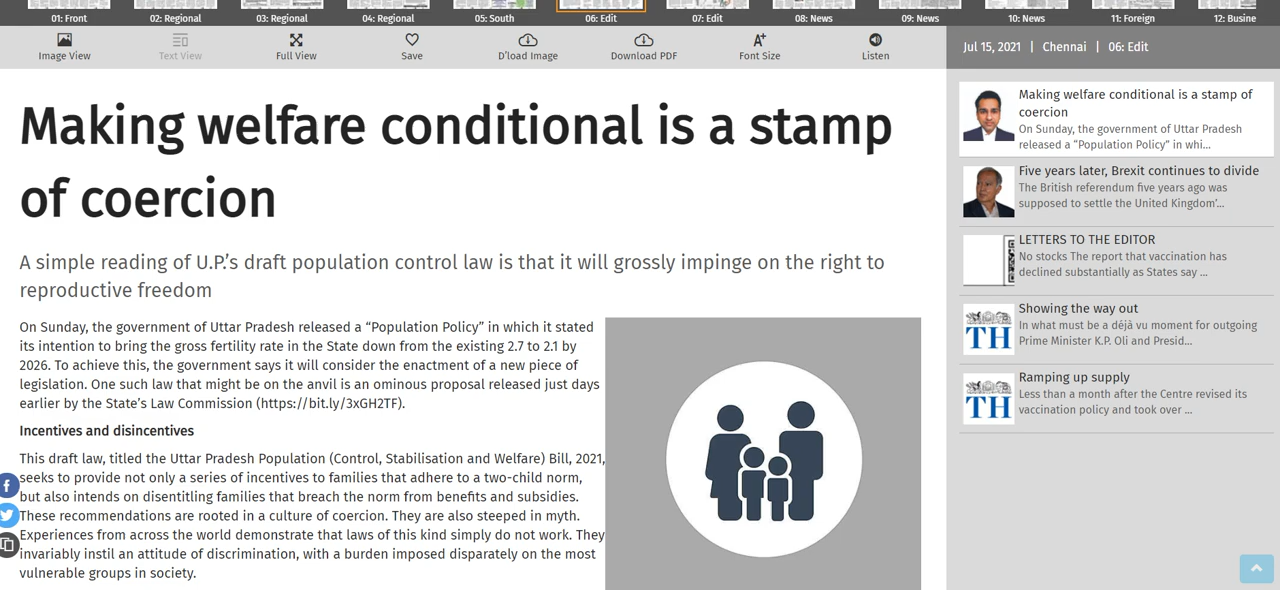 01: Front
02: Regional
03: Regional
04: Regional
05: South
06: Edit
07: Edit
08: News
09: News
10: News
11: Foreign
12: Busine
Image View
Text View
Full View
Save
D'load Image
Download PDF
Font Size
Listen
Jul 15, 2021 | Chennai | 06: Edit
Making welfare conditional is a stamp
of coercion
A simple reading of U.P.’s draft population control law is that it will grossly impinge on the right to
reproductive freedom
On Sunday, the government of Uttar Pradesh released a “Population Policy” in which it stated
its intention to bring the gross fertility rate in the State down from the existing 2.7 to 2.1 by
2026. To achieve this, the government says it will consider the enactment of a new piece of
legislation. One such law that might be on the anvil is an ominous proposal released just days
earlier by the State’s Law Commission (https://bit.ly/3xGH2TF).
Incentives and disincentives
This draft law, titled the Uttar Pradesh Population (Control, Stabilisation and Welfare) Bill, 2021,
seeks to provide not only a series of incentives to families that adhere to a two-child norm,
but also intends on disentitling families that breach the norm from benefits and subsidies.
These recommendations are rooted in a culture of coercion. They are also steeped in myth.
Experiences from across the world demonstrate that laws of this kind simply do not work. They
invariably instil an attitude of discrimination, with a burden imposed disparately on the most
vulnerable groups in society.
Making welfare conditional is a stamp of
coercion
On Sunday, the government of Uttar Pradesh
released a “Population Policy” in whi...
Five years later, Brexit continues to divide
The British referendum five years ago was
supposed to settle the United Kingdom’...
LETTERS TO THE EDITOR
No stocks The report that vaccination has
declined substantially as States say ...
Showing the way out
In what must be a déjà vu moment for outgoing
Prime Minister K.P. Oli and Presid...
TH
Ramping up supply
Less than a month after the Centre revised its
vaccination policy and took over ...
TH